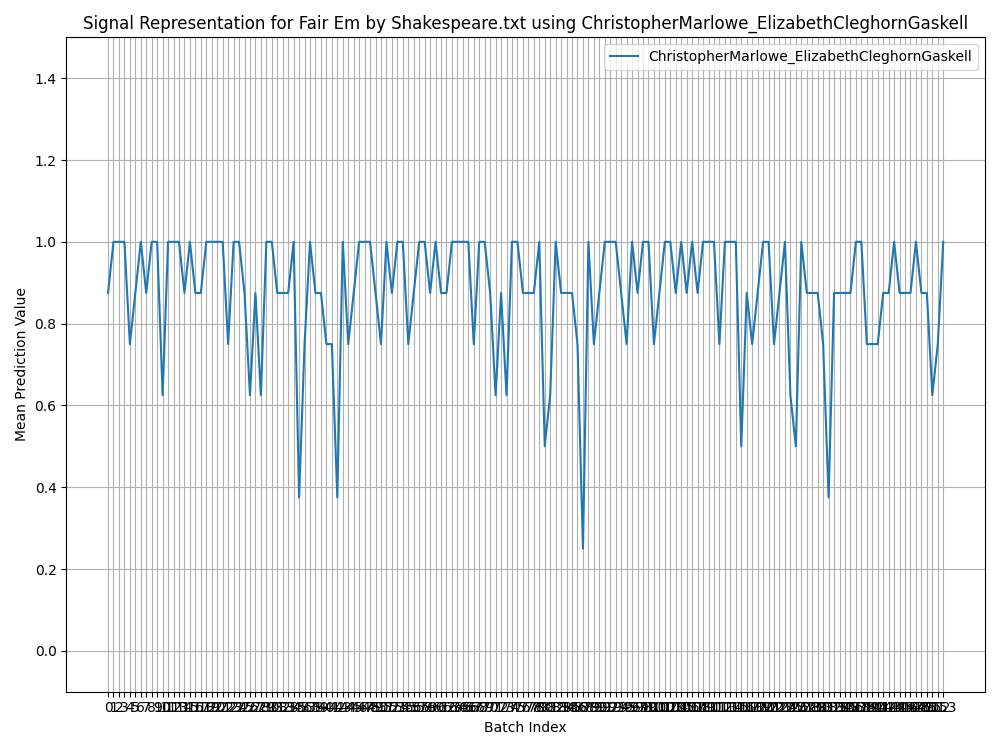 Signal Representation for Fair Em by Shakespeare.txt using ChristopherMarlowe_ElizabethCleghornGaskell
ChristopherMarlowe_ElizabethCleghornGaskell
1.4
1.2
1.0
0.8
0.6
0.4
0.2
0.0
Mean Prediction Value
Batch Index